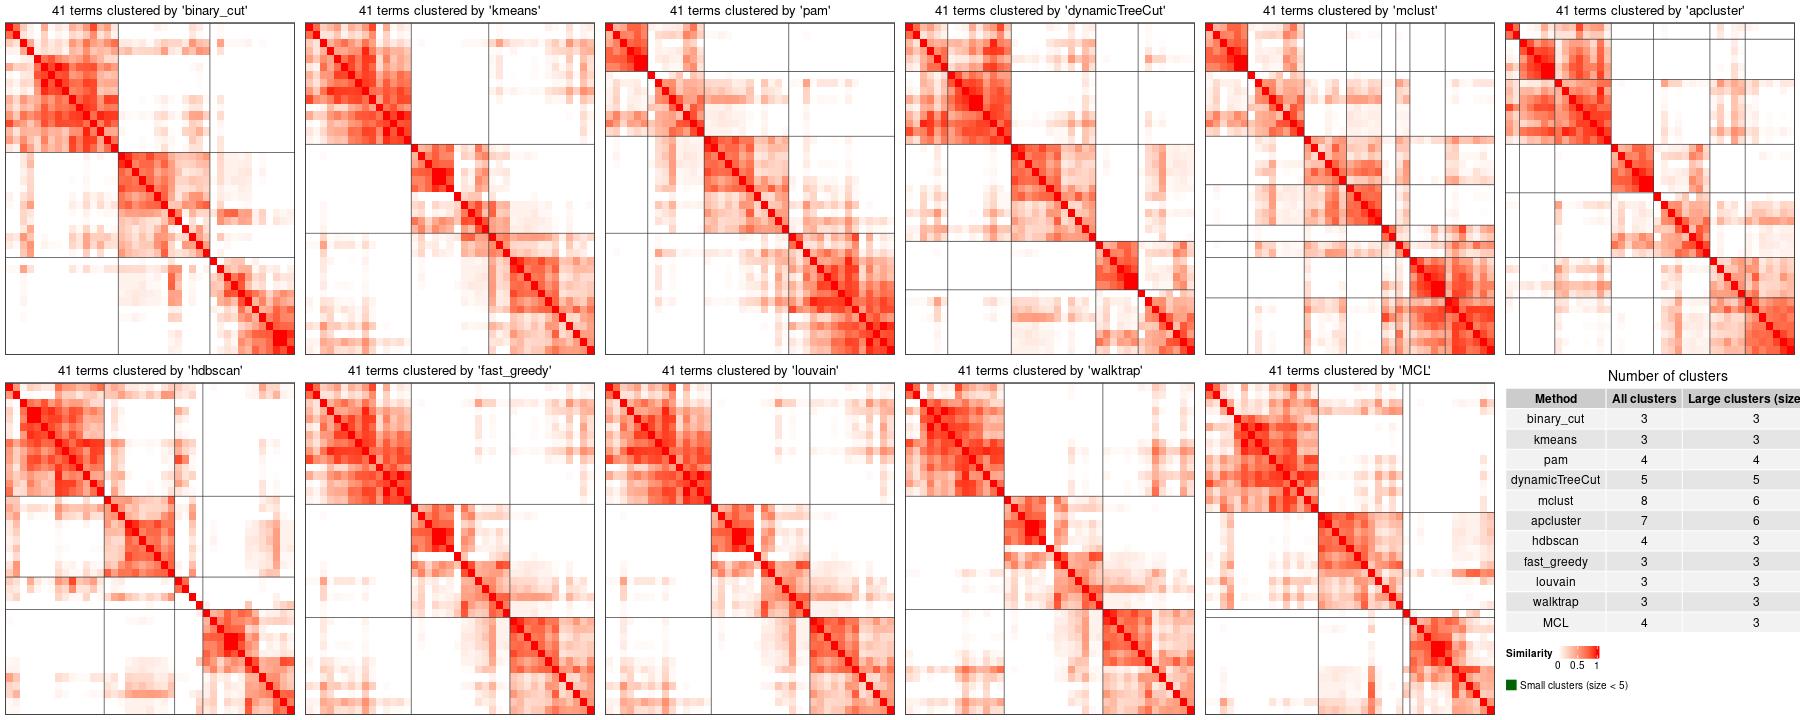 41 terms clustered by 'binary_cut'
41 terms clustered by 'kmeans'
41 terms clustered by 'pam'
41 terms clustered by 'dynamicTreeCut'
41 terms clustered by 'mclust'
41 terms clustered by 'apcluster'
41 terms clustered by 'hdbscan'
41 terms clustered by 'fast_greedy'
41 terms clustered by 'louvain'
41 terms clustered by 'walktrap'
41 terms clustered by 'MCL'
Number of clusters
Method All clusters Large clusters (size
binary_cut 3 3
kmeans 3 3
pam 4 4
dynamicTreeCut 5 5
mclust 8 6
apcluster 7 6
hdbscan 4 3
fast_greedy 3 3
louvain 3 3
walktrap 3 3
MCL 4 3
Similarity
0 0.5 1
Small clusters (size < 5)